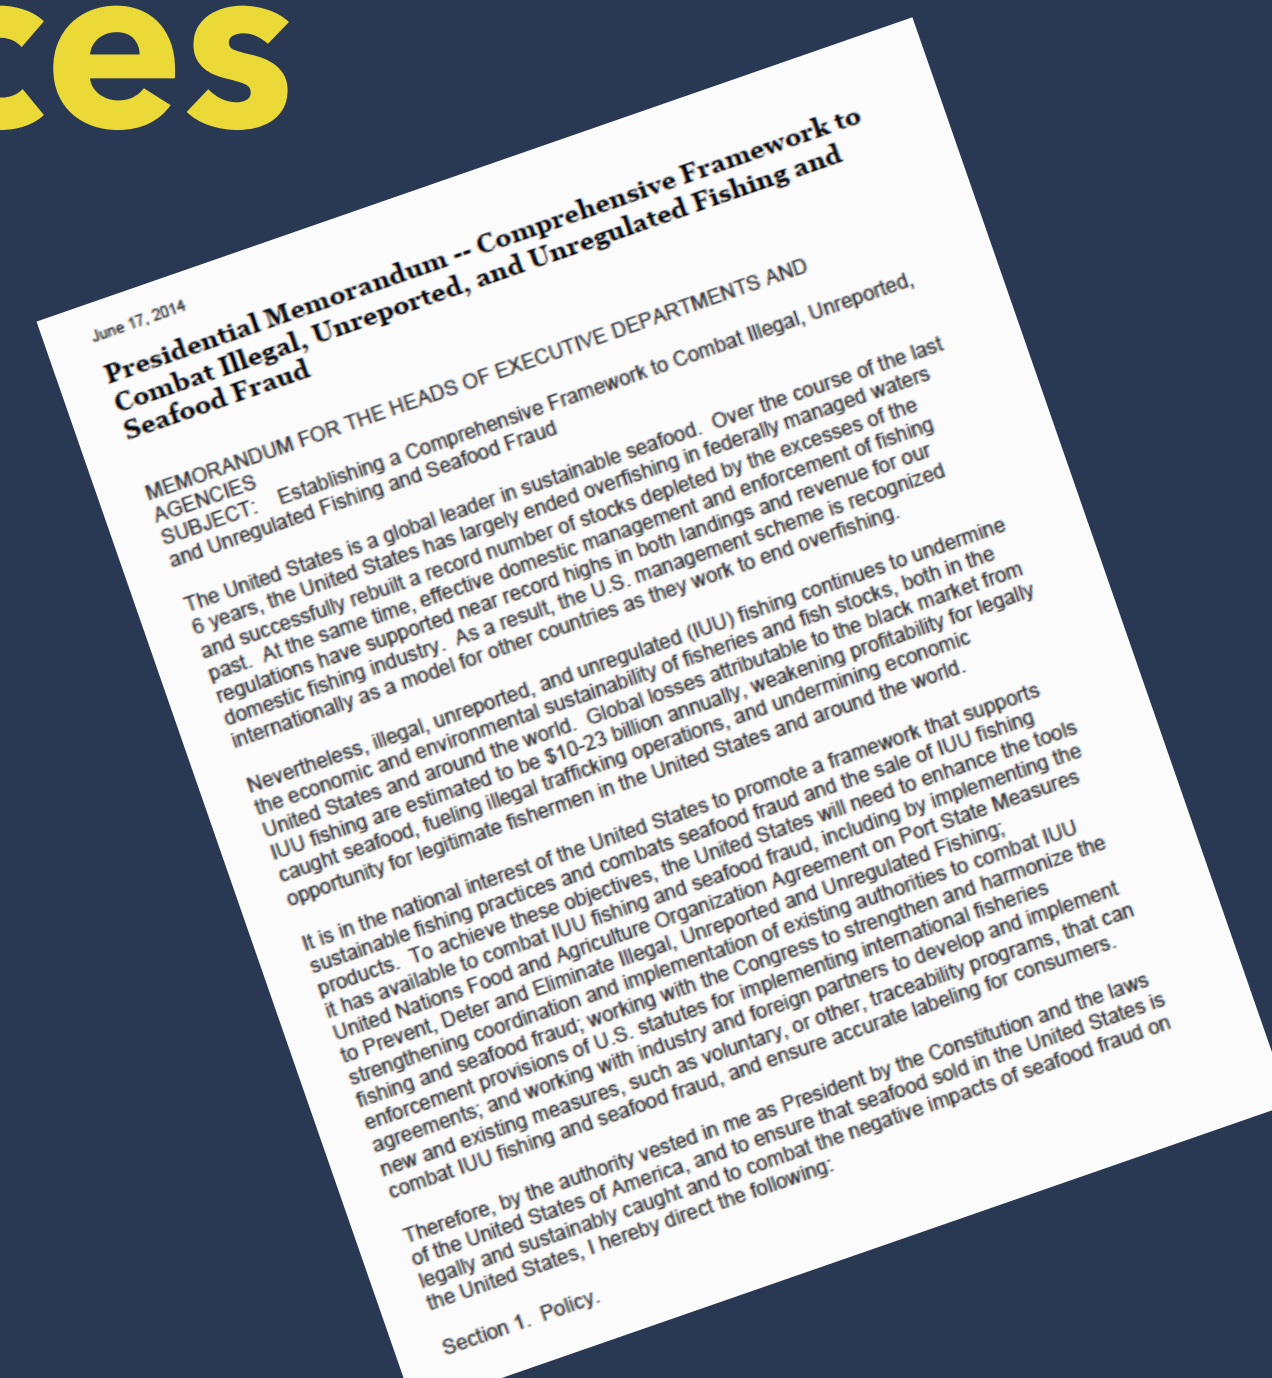 ces
June 17, 2014
Presidential Memorandum -- Comprehensive Framework to
Combat Illegal, Unreported, and Unregulated Fishing and
Seafood Fraud
MEMORANDUM FOR THE HEADS OF EXECUTIVE DEPARTMENTS AND
AGENCIES
SUBJECT: Establishing a Comprehensive Framework to Combat Illegal, Unreported,
and Unregulated Fishing and Seafood Fraud
The United States is a global leader in sustainable seafood. Over the course of the last
6 years, the United States has largely ended overfishing in federally managed waters
and successfully rebuilt a record number of stocks depleted by the excesses of the
past. At the same time, effective domestic management and enforcement of fishing
regulations have supported near record highs in both landings and revenue for our
domestic fishing industry. As a result, the U.S. management scheme is recognized
internationally as a model for other countries as they work to end overfishing.
Nevertheless, illegal, unreported, and unregulated (IUU) fishing continues to undermine
the economic and environmental sustainability of fisheries and fish stocks, both in the
United States and around the world. Global losses attributable to the black market from
IUU fishing are estimated to be $10-23 billion annually, weakening profitability for legally
caught seafood, fueling illegal trafficking operations, and undermining economic
opportunity for legitimate fishermen in the United States and around the world.
It is in the national interest of the United States to promote a framework that supports
sustainable fishing practices and combats seafood fraud and the sale of IUU fishing
products. To achieve these objectives, the United States will need to enhance the tools
it has available to combat IUU fishing and seafood fraud, including by implementing the
United Nations Food and Agriculture Organization Agreement on Port State Measures
to Prevent, Deter and Eliminate Illegal, Unreported and Unregulated Fishing;
strengthening coordination and implementation of existing authorities to combat IUU
fishing and seafood fraud; working with the Congress to strengthen and harmonize the
enforcement provisions of U.S. statutes for implementing international fisheries
agreements; and working with industry and foreign partners to develop and implement
new and existing measures, such as voluntary, or other, traceability programs, that can
combat IUU fishing and seafood fraud, and ensure accurate labeling for consumers.
Therefore, by the authority vested in me as President by the Constitution and the laws
of the United States of America, and to ensure that seafood sold in the United States is
legally and sustainably caught and to combat the negative impacts of seafood fraud on
the United States, I hereby direct the following:
Section 1. Policy.